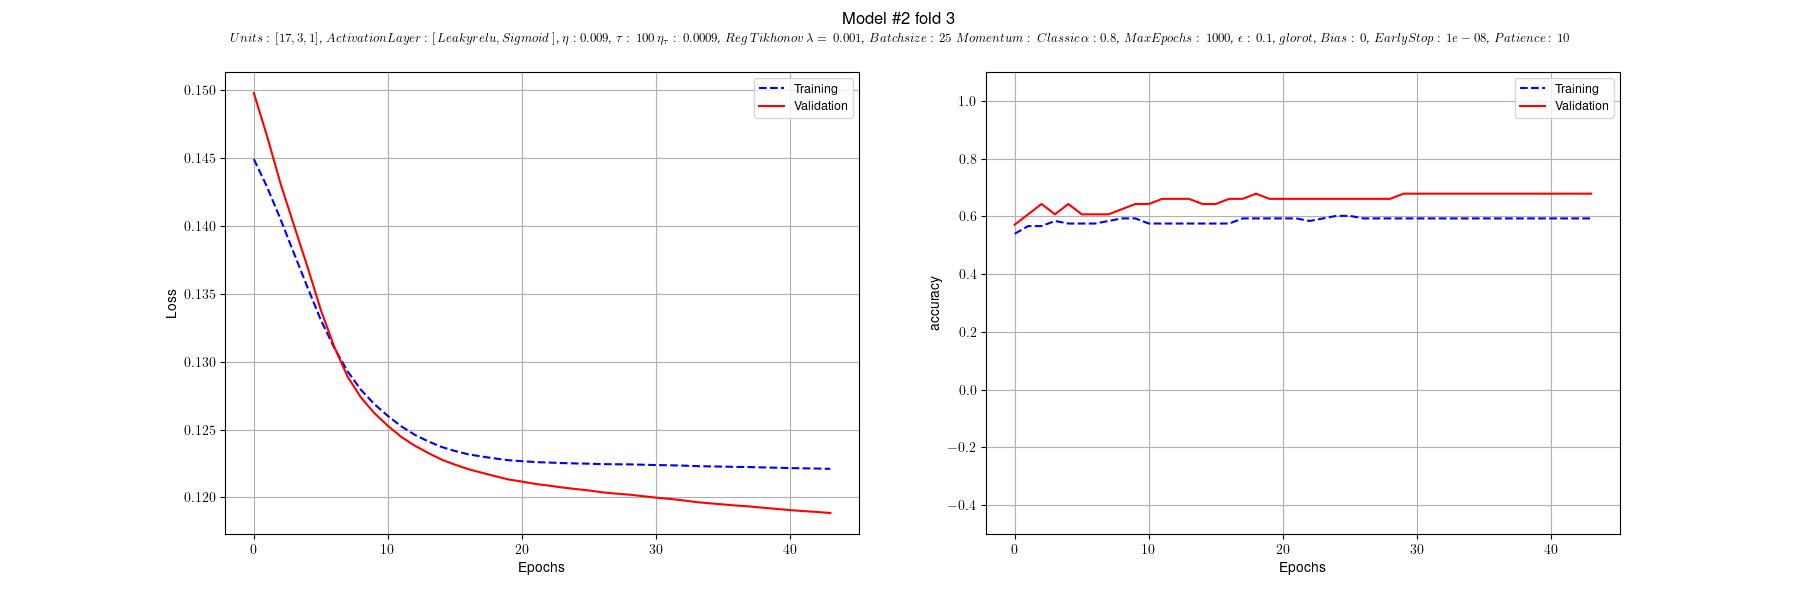 Model #2 fold 3
Units : [17, 3, 1], ActivationLayer : [Leakyrelu, Sigmoid ], η : 0.009, τ : 100 ητ : 0.0009, Reg Tikhonov λ = 0.001, Batchsize : 25 Momentum : Classicα : 0.8, MaxEpochs : 1000, ϵ : 0.1, glorot, Bias : 0, EarlyStop : 1e − 08, Patience : 10
Training
Validation
0.150
0.145
0.140
0.135
0.130
0.125
0.120
Loss
0 10 20 30 40
Epochs
Training
Validation
1.0
0.8
0.6
0.4
0.2
0.0
−0.2
−0.4
accuracy
0 10 20 30 40
Epochs